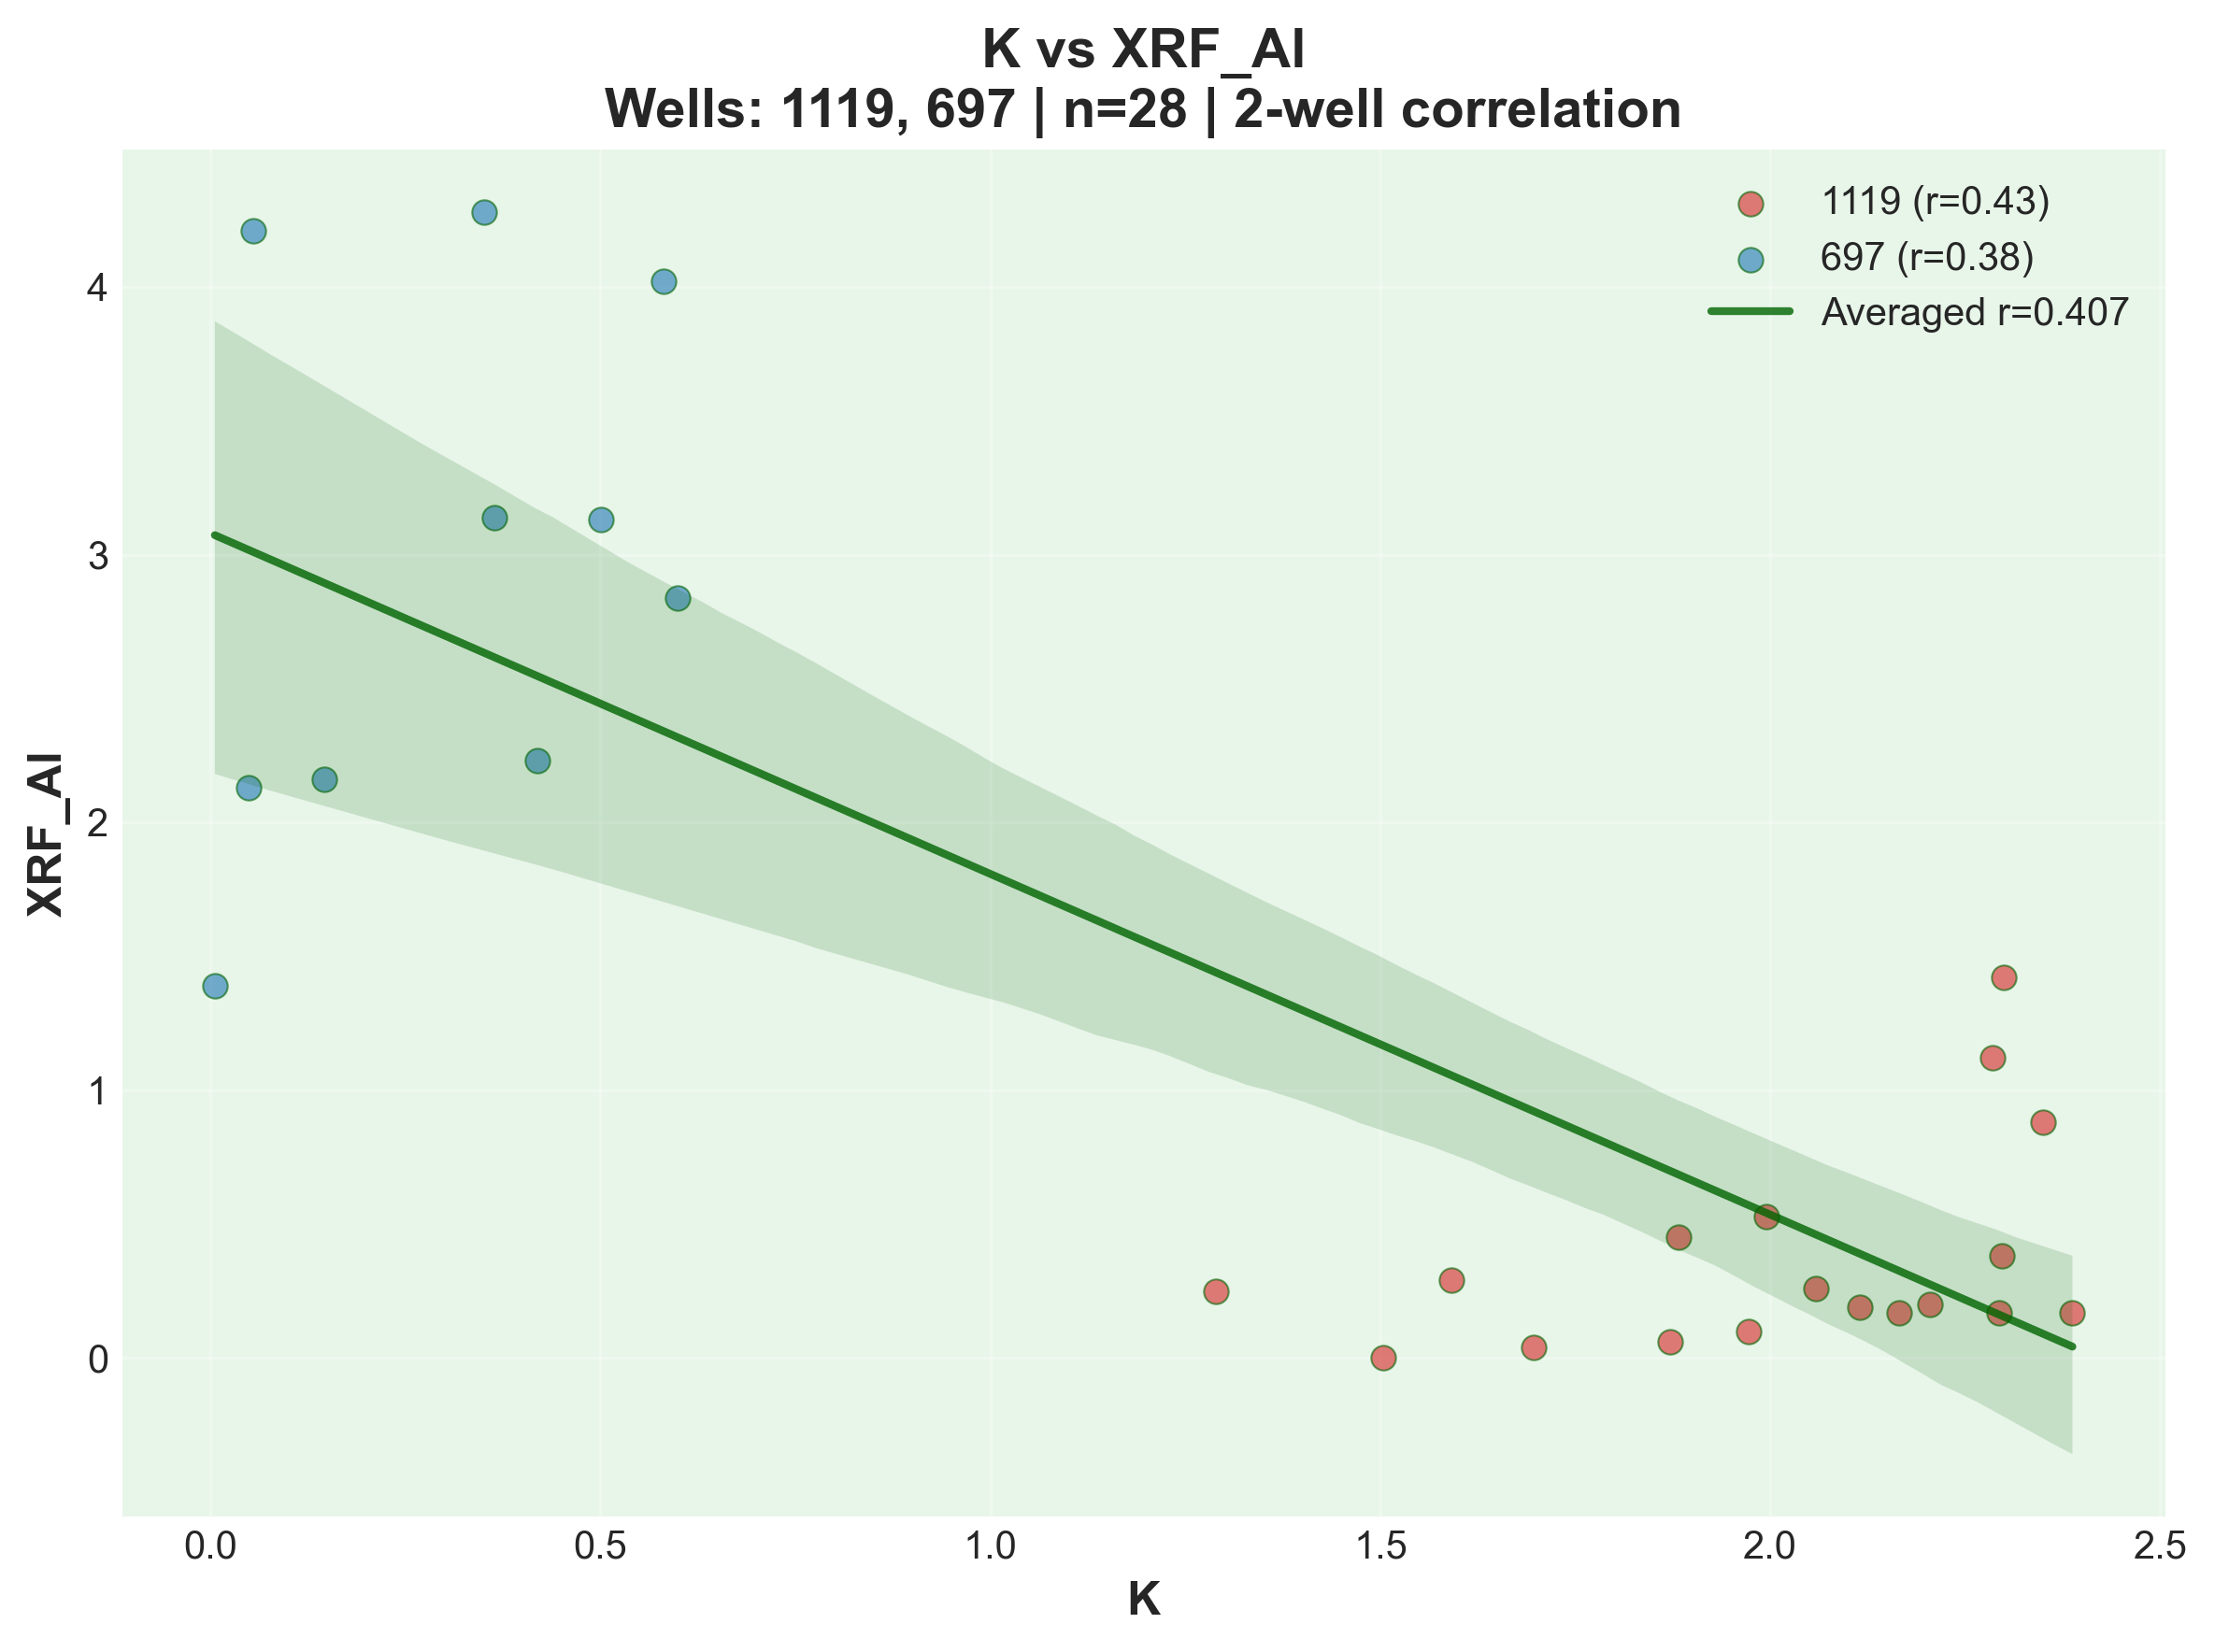 K vs XRF_Al
Wells: 1119, 697 | n=28 | 2-well correlation
1119 (r=0.43)
697 (r=0.38)
Averaged r=0.407
XRF_Al
4
3
2
1
0
0.0 0.5 1.0 1.5 2.0 2.5
K